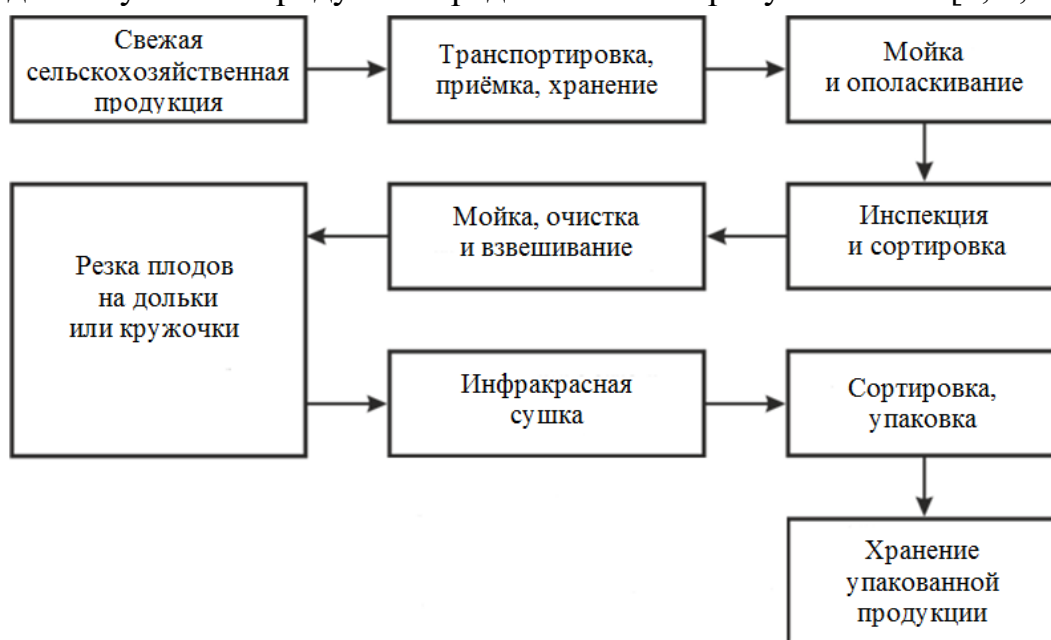 Свежая
сельскохозяйственная
продукция
Транспортировка,
приёмка, хранение
Мойка
и ополаскивание
Инспекция
и сортировка
Мойка, очистка
и взвешивание
Резка плодов
на дольки
или кружочки
Инфракрасная
сушка
Сортировка,
упаковка
Хранение
упакованной
продукции